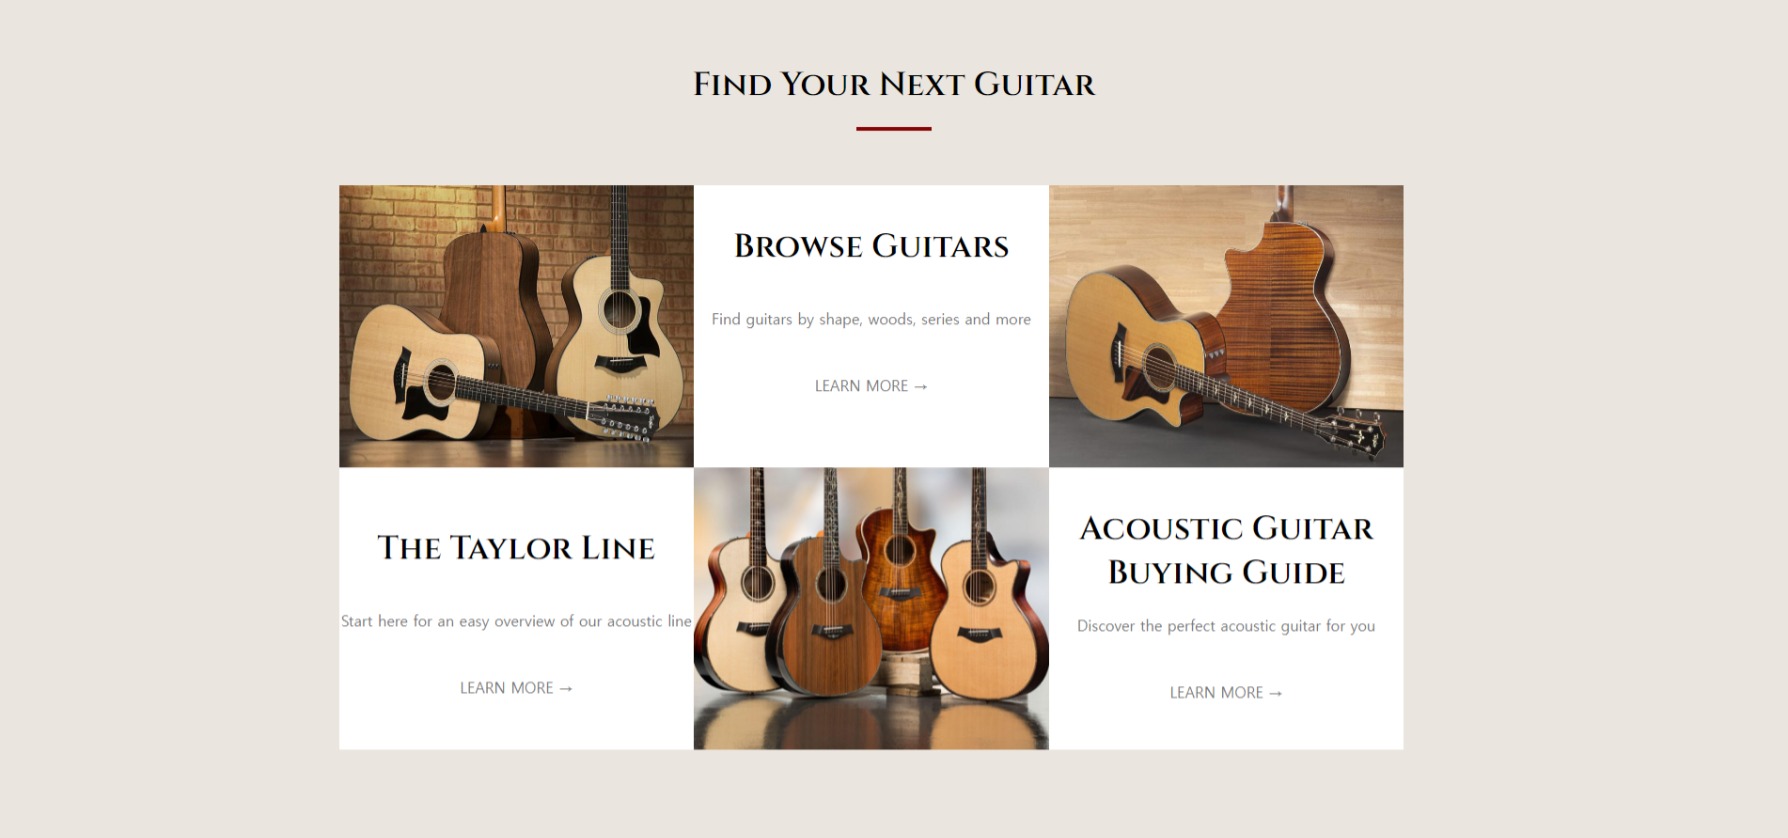 Find Your Next Guitar
Browse Guitars
Find guitars by shape, woods, series and more
LEARN MORE →
The Taylor Line
Start here for an easy overview of our acoustic line
LEARN MORE →
Acoustic Guitar
Buying Guide
Discover the perfect acoustic guitar for you
LEARN MORE →